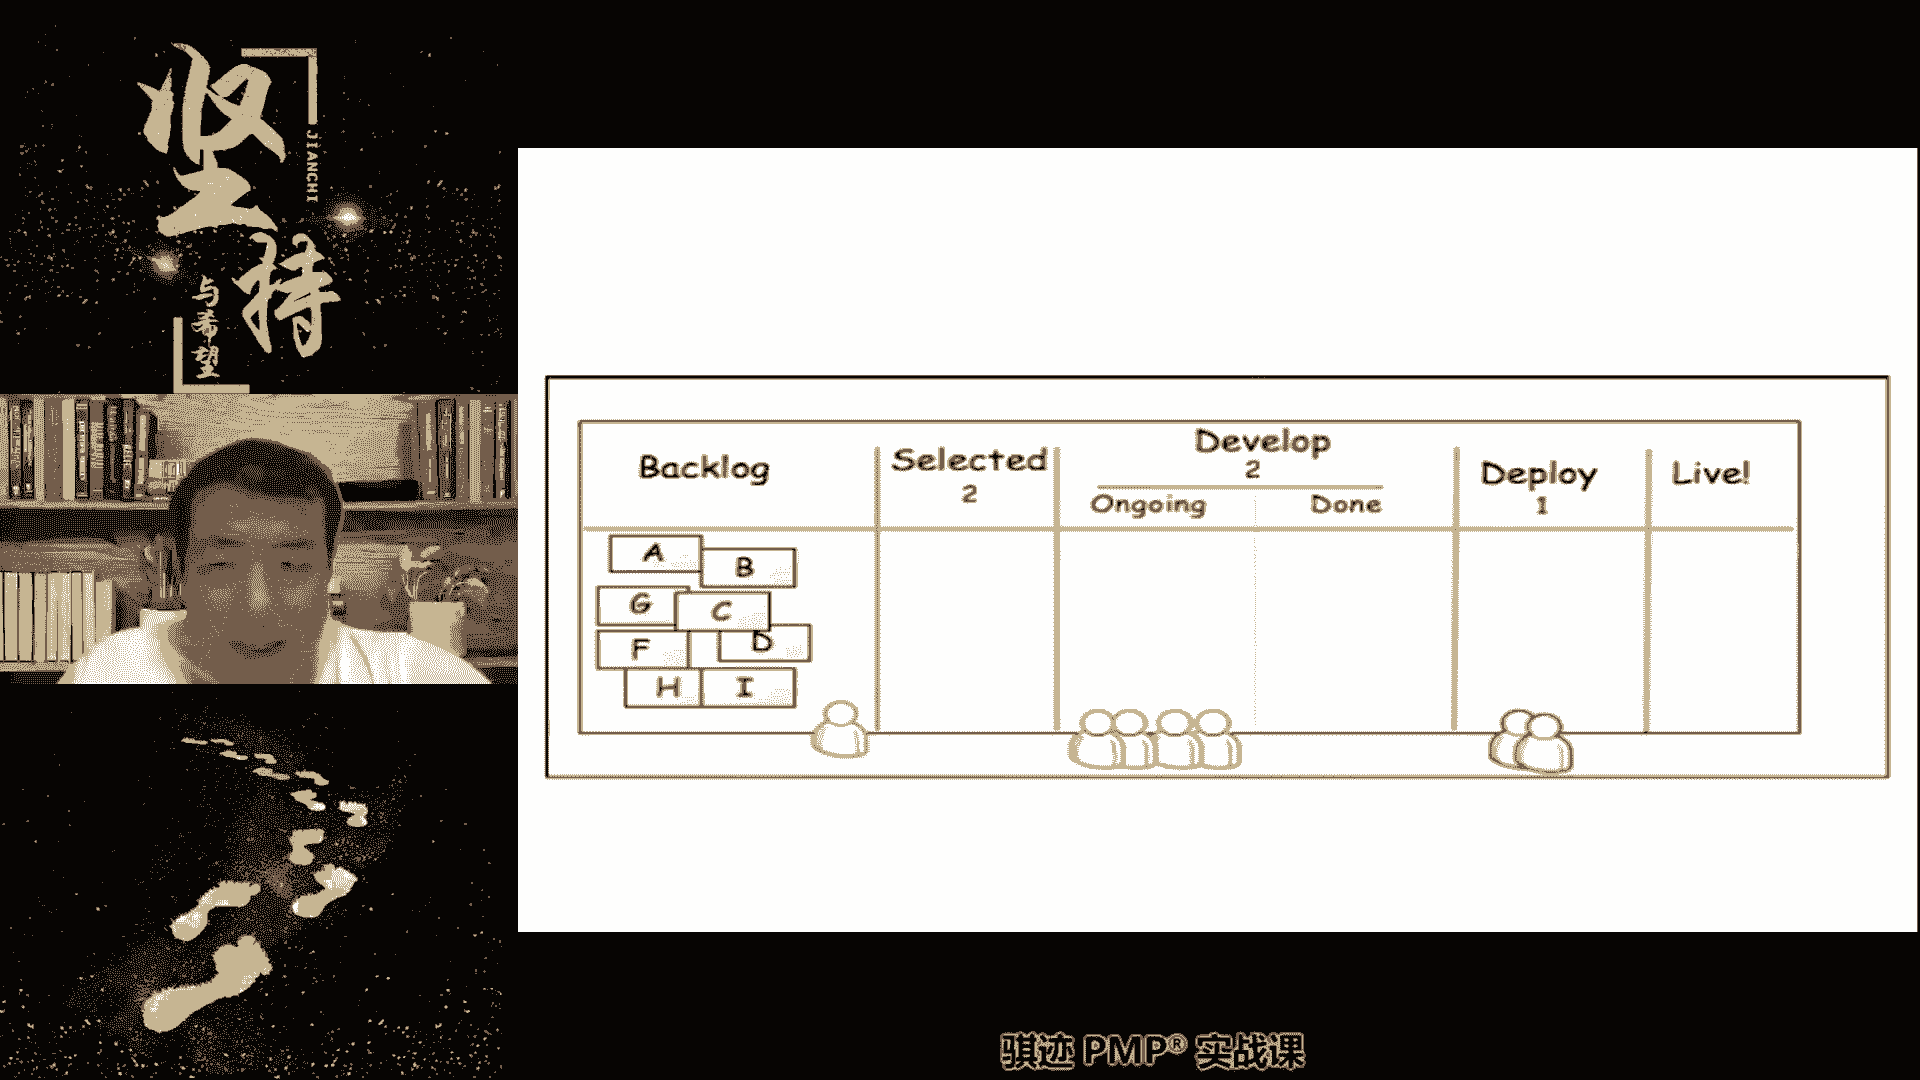 坚持
JIANCHI
与希望
Backlog
Selected
2
Develop
2
Ongoing
Done
Deploy
1
Live!
A
B
G
C
F
D
H
I
骐迹 PMP® 实战课